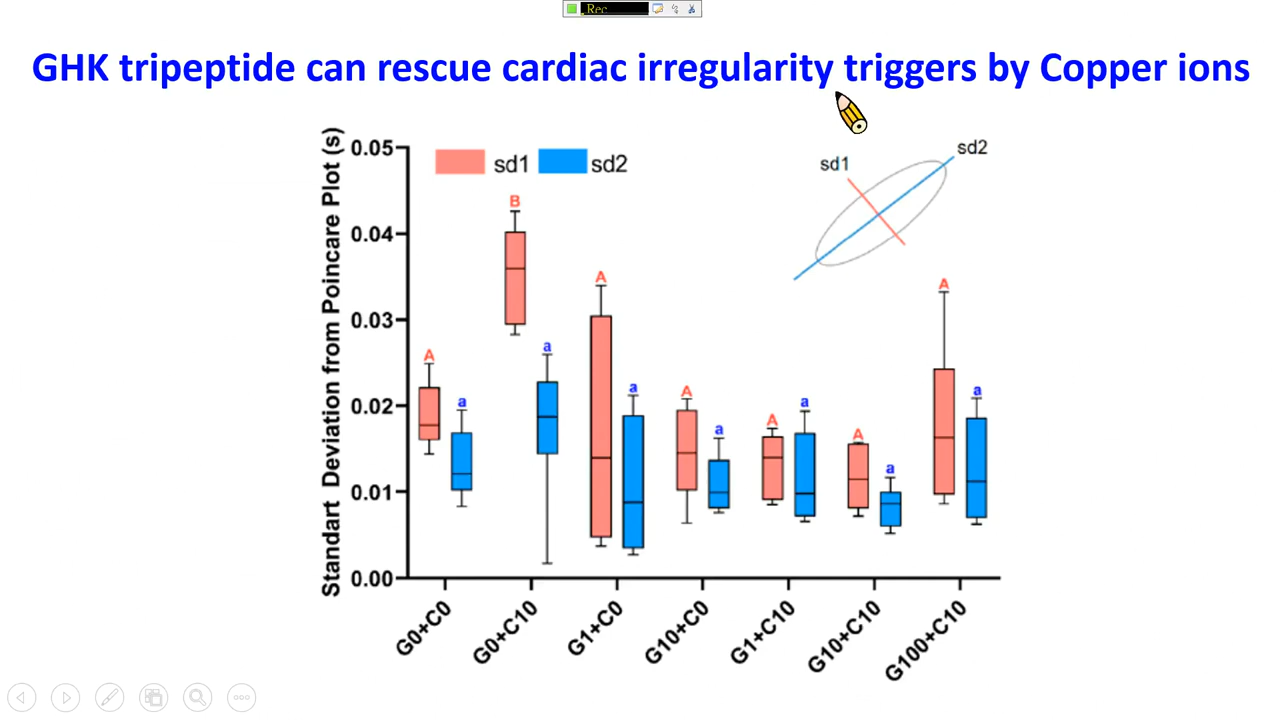 Rec
GHK tripeptide can rescue cardiac irregularity triggers by Copper ions
Standart Deviation from Poincare Plot (s)
0.05
0.04
0.03
0.02
0.01
0.00
sd1 sd2
sd1
sd2
A
a
B
a
A
a
A
a
A
a
A
a
A
a
G0+C0
G0+C10
G1+C0
G10+C0
G1+C10
G10+C10
G100+C10